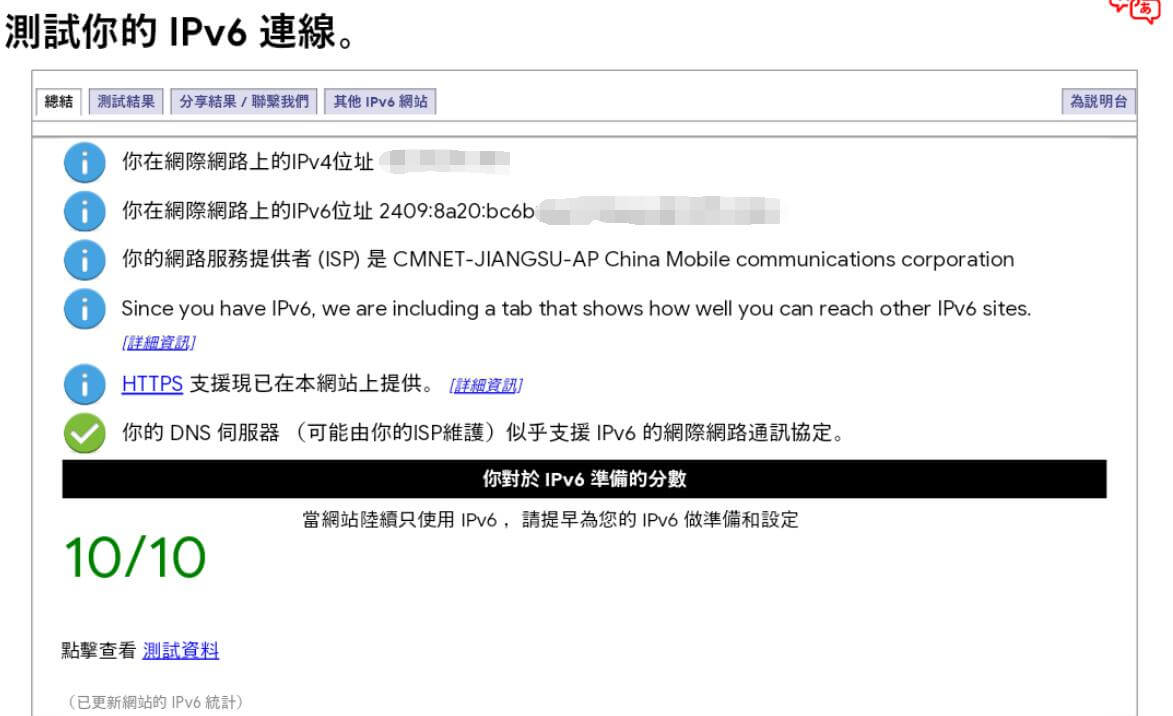 あ
測試你的 IPv6 連線。
總結 測試結果 分享結果 / 聯繫我們 其他 IPv6 網站 為説明台
你在網際網路上的IPv4位址
你在網際網路上的IPv6位址 2409:8a20:bc6b
你的網路服務提供者 (ISP) 是 CMNET-JIANGSU-AP China Mobile communications corporation
Since you have IPv6, we are including a tab that shows how well you can reach other IPv6 sites.
[詳細資訊]
HTTPS 支援現已在本網站上提供。 [詳細資訊]
你的 DNS 伺服器 （可能由你的ISP維護）似乎支援 IPv6 的網際網路通訊協定。
你對於 IPv6 準備的分數
當網站陸續只使用 IPv6 ，請提早為您的 IPv6 做準備和設定
10/10
點擊查看 測試資料
（已更新網站的 IPv6 統計）